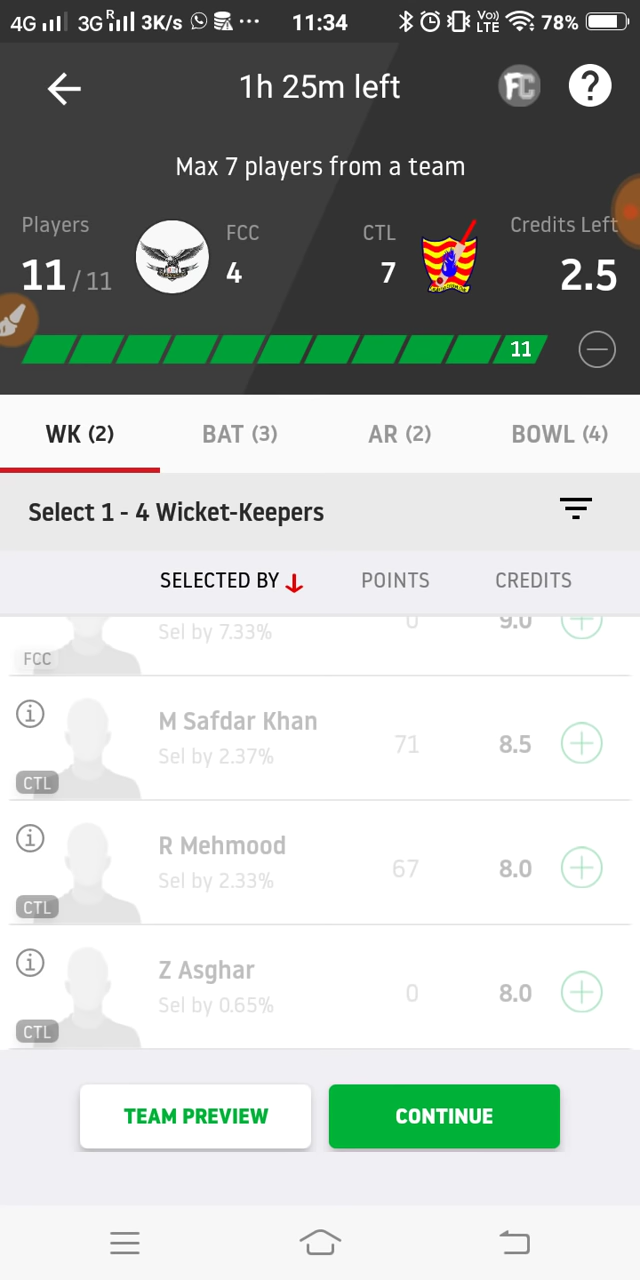 4G 3G R 3K/s ... 11:34 Vo) LTE 78%
1h 25m left FC ?
Max 7 players from a team
Players FCC CTL Credits Left
11 / 11 4 7 2.5
11
WK (2) BAT (3) AR (2) BOWL (4)
Select 1 - 4 Wicket-Keepers
SELECTED BY POINTS CREDITS
Sel by 7.33% 0 9.0
FCC
M Safdar Khan
Sel by 2.37% 71 8.5
CTL
R Mehmood
Sel by 2.33% 67 8.0
CTL
Z Asghar
Sel by 0.65% 0 8.0
CTL
TEAM PREVIEW CONTINUE